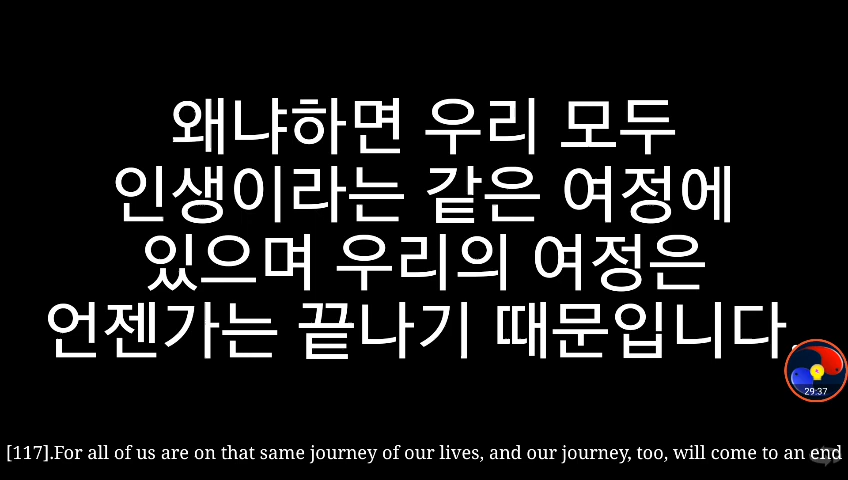 왜냐하면 우리 모두
인생이라는 같은 여정에
있으며 우리의 여정은
언젠가는 끝나기 때문입니다.
29:37
[117].For all of us are on that same journey of our lives, and our journey, too, will come to an end